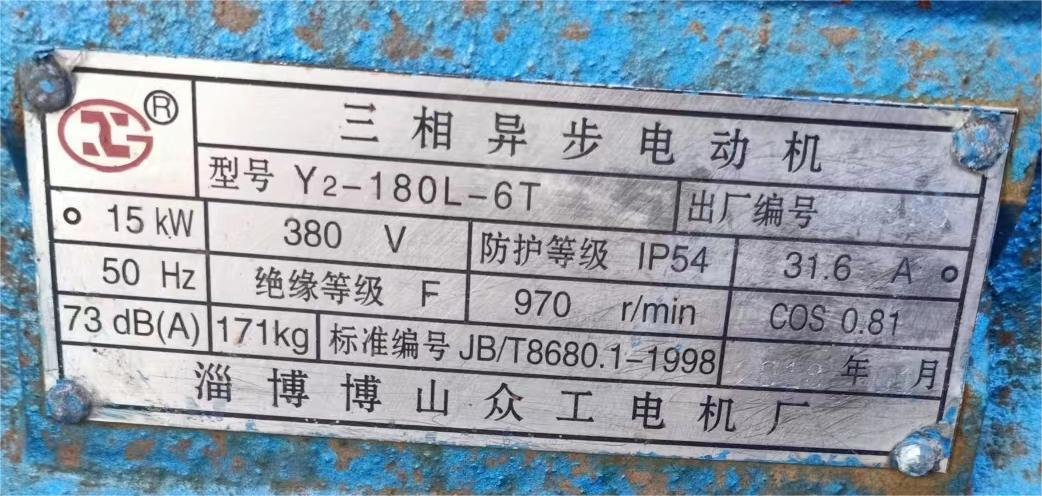 ®
三相异步电动机
型号 Y2-180L-6T 出厂编号
15 kW 380 V 防护等级 IP54 31.6 A
50 Hz 绝缘等级 F 970 r/min COS 0.81
73 dB(A) 171kg 标准编号 JB/T8680.1-1998 年 月
淄博博山众工电机厂